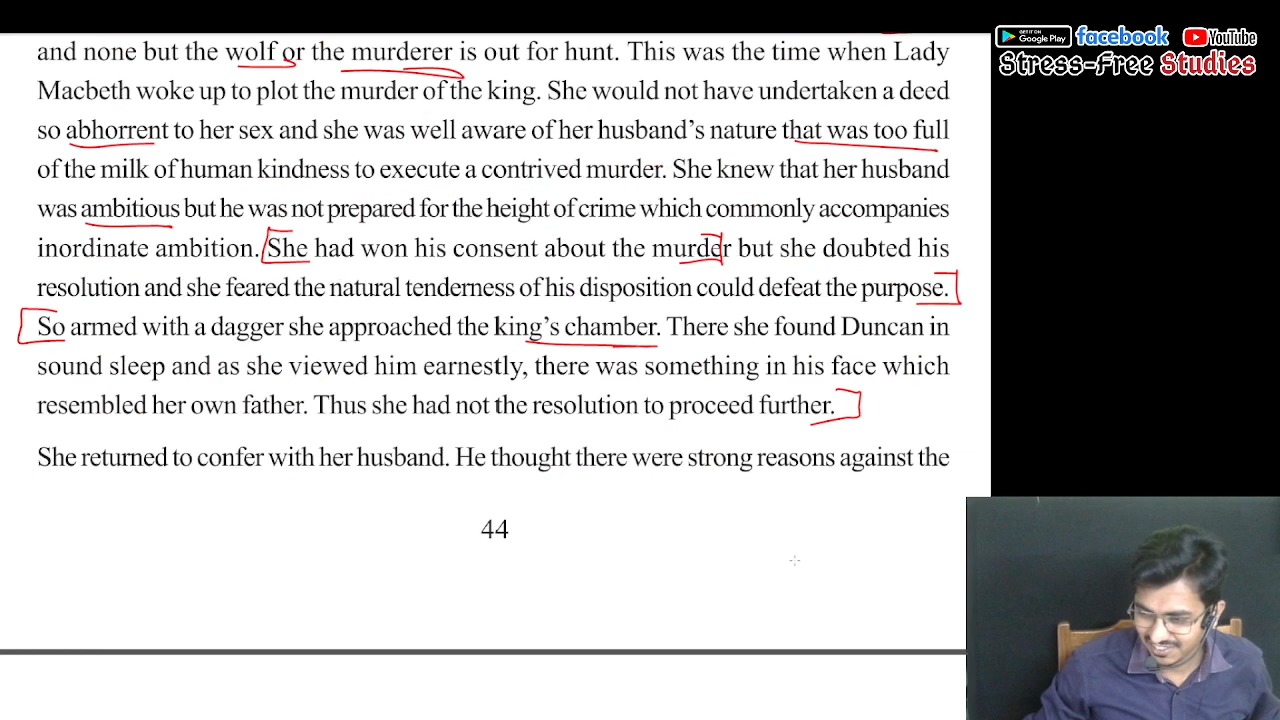 and none but the wolf or the murderer is out for hunt. This was the time when Lady
Macbeth woke up to plot the murder of the king. She would not have undertaken a deed
so abhorrent to her sex and she was well aware of her husband's nature that was too full
of the milk of human kindness to execute a contrived murder. She knew that her husband
was ambitious but he was not prepared for the height of crime which commonly accompanies
inordinate ambition. She had won his consent about the murder but she doubted his
resolution and she feared the natural tenderness of his disposition could defeat the purpose.
So armed with a dagger she approached the king's chamber. There she found Duncan in
sound sleep and as she viewed him earnestly, there was something in his face which
resembled her own father. Thus she had not the resolution to proceed further.
She returned to confer with her husband. He thought there were strong reasons against the
44
GET IT ON
Google Play
facebook
YouTube
Stress-Free Studies